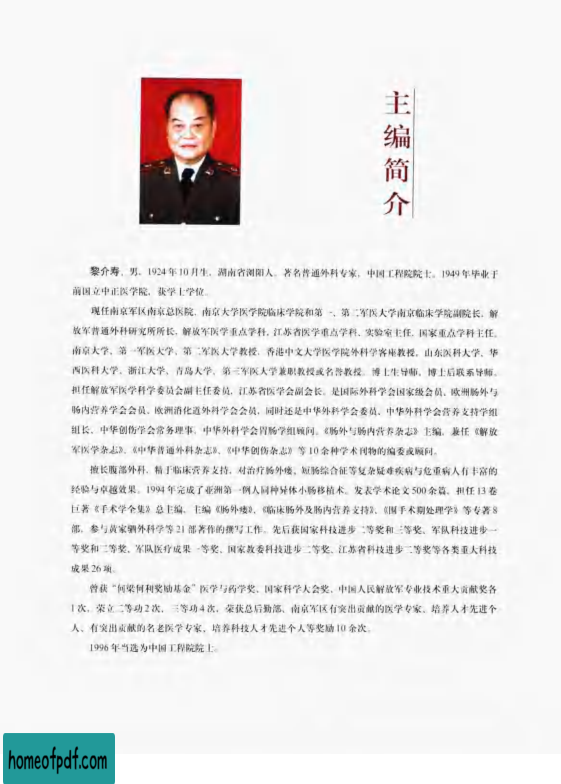 主编简介
黎介寿，男，1924年10月生，湖南省浏阳人，著名普通外科专家，中国工程院院士。1949年毕业于
前国立中正医学院，获学士学位。
现任南京军区南京总医院、南京大学医学院临床学院和第一、第二军医大学南京临床学院副院长，解
放军普通外科研究所所长，解放军医学重点学科、江苏省医学重点学科、实验室主任，国家重点学科主任，
南京大学、第一军医大学、第二军医大学教授，香港中文大学医学院外科学客座教授，山东医科大学、华
西医科大学、浙江大学、青岛大学、第三军医大学兼职教授或名誉教授，博士生导师，博士后联系导师。
担任解放军医学科学委员会副主任委员，江苏省医学会副会长，是国际外科学会国家级会员、欧洲肠外与
肠内营养学会会员、欧洲消化道外科学会会员，同时还是中华外科学会委员，中华外科学会营养支持学组
组长，中华创伤学会常务理事，中华外科学会胃肠学组顾问。《肠外与肠内营养杂志》主编，兼任《解放
军医学杂志》、《中华普通外科杂志》、《中华创伤杂志》等10余种学术刊物的编委或顾问。
擅长腹部外科，精于临床营养支持，对治疗肠外瘘、短肠综合征等复杂疑难疾病与危重病人有丰富的
经验与卓越效果。1994年完成了亚洲第一例人同种异体小肠移植术。发表学术论文500余篇，担任13卷
巨著《手术学全集》总主编，主编《肠外瘘》、《临床肠外及肠内营养支持》、《围手术期处理学》等专著8
部，参与黄家驷外科学等21部著作的撰写工作。先后获国家科技进步二等奖和三等奖、军队科技进步一
等奖和二等奖、军队医疗成果一等奖、国家教委科技进步二等奖、江苏省科技进步二等奖等各类重大科技
成果26项。
曾获“何梁何利奖励基金”医学与药学奖、国家科学大会奖、中国人民解放军专业技术重大贡献奖各
1次，荣立二等功2次，三等功4次，荣获总后勤部、南京军区有突出贡献的医学专家、培养人才先进个
人、有突出贡献的名老医学专家，培养科技人才先进个人等奖励10余次。
1996年当选为中国工程院院士。
homeofpdf.com